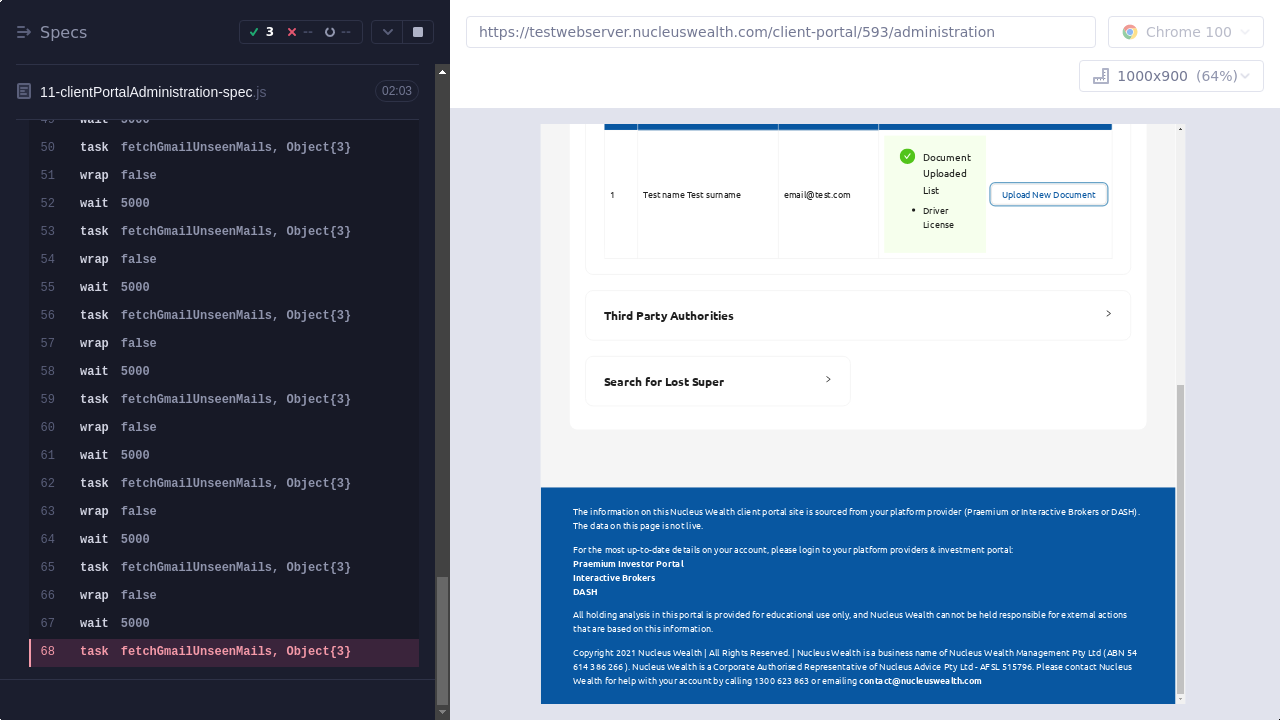 Specs
3
--
--
https://testwebserver.nucleuswealth.com/client-portal/593/administration
Chrome 100
1000x900 (64%)
11-clientPortalAdministration-spec.js
02:03
49 wait 5000
50 task fetchGmailUnseenMails, Object{3}
51 wrap false
52 wait 5000
53 task fetchGmailUnseenMails, Object{3}
54 wrap false
55 wait 5000
56 task fetchGmailUnseenMails, Object{3}
57 wrap false
58 wait 5000
59 task fetchGmailUnseenMails, Object{3}
60 wrap false
61 wait 5000
62 task fetchGmailUnseenMails, Object{3}
63 wrap false
64 wait 5000
65 task fetchGmailUnseenMails, Object{3}
66 wrap false
67 wait 5000
68 task fetchGmailUnseenMails, Object{3}
1
Test name Test surname
email@test.com
Document
Uploaded
List
• Driver
License
Upload New Document
Third Party Authorities
Search for Lost Super
The information on this Nucleus Wealth client portal site is sourced from your platform provider (Praemium or Interactive Brokers or DASH).
The data on this page is not live.
For the most up-to-date details on your account, please login to your platform providers & investment portal:
Praemium Investor Portal
Interactive Brokers
DASH
All holding analysis in this portal is provided for educational use only, and Nucleus Wealth cannot be held responsible for external actions
that are based on this information.
Copyright 2021 Nucleus Wealth | All Rights Reserved. | Nucleus Wealth is a business name of Nucleus Wealth Management Pty Ltd (ABN 54
614 386 266 ). Nucleus Wealth is a Corporate Authorised Representative of Nucleus Advice Pty Ltd - AFSL 515796. Please contact Nucleus
Wealth for help with your account by calling 1300 623 863 or emailing contact@nucleuswealth.com